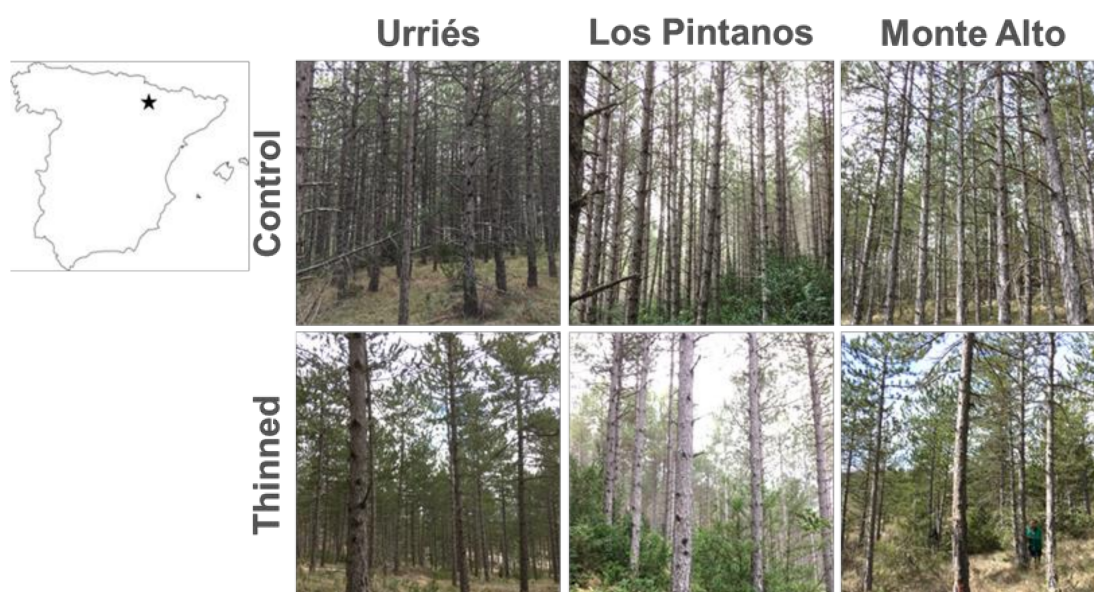 Urriés
Los Pintanos
Monte Alto
Control
Thinned